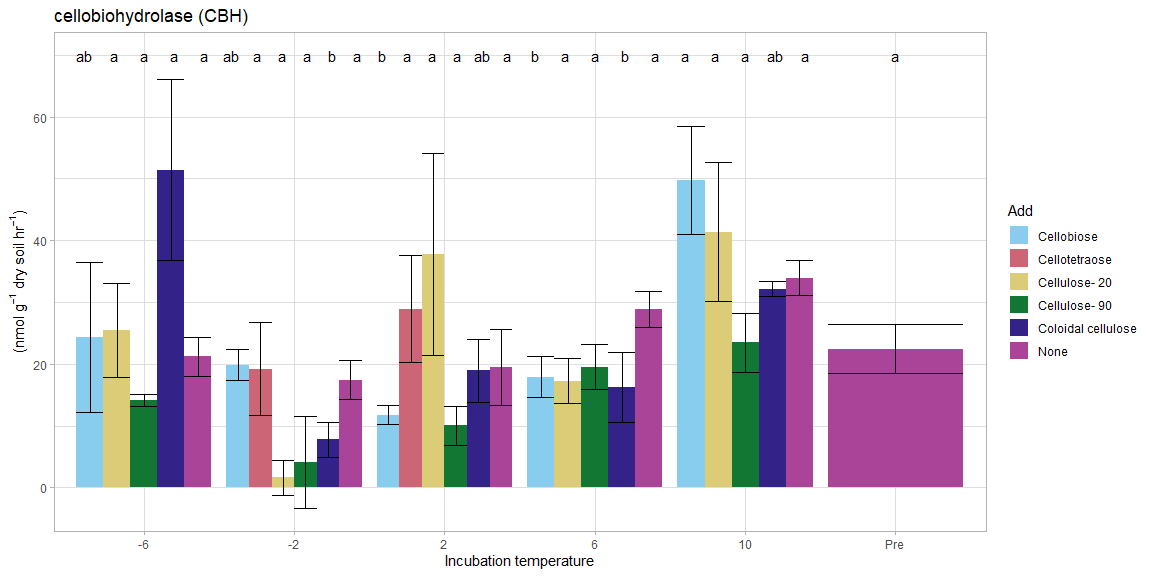 cellobiohydrolase (CBH)
ab a a a a ab a a a b a b a a a ab a b a a b a a a a ab a a
60
40
20
0
(nmol g⁻¹ dry soil hr⁻¹)
-6 -2 2 6 10 Pre
Incubation temperature
Add
Cellobiose
Cellotetraose
Cellulose- 20
Cellulose- 90
Coloidal cellulose
None